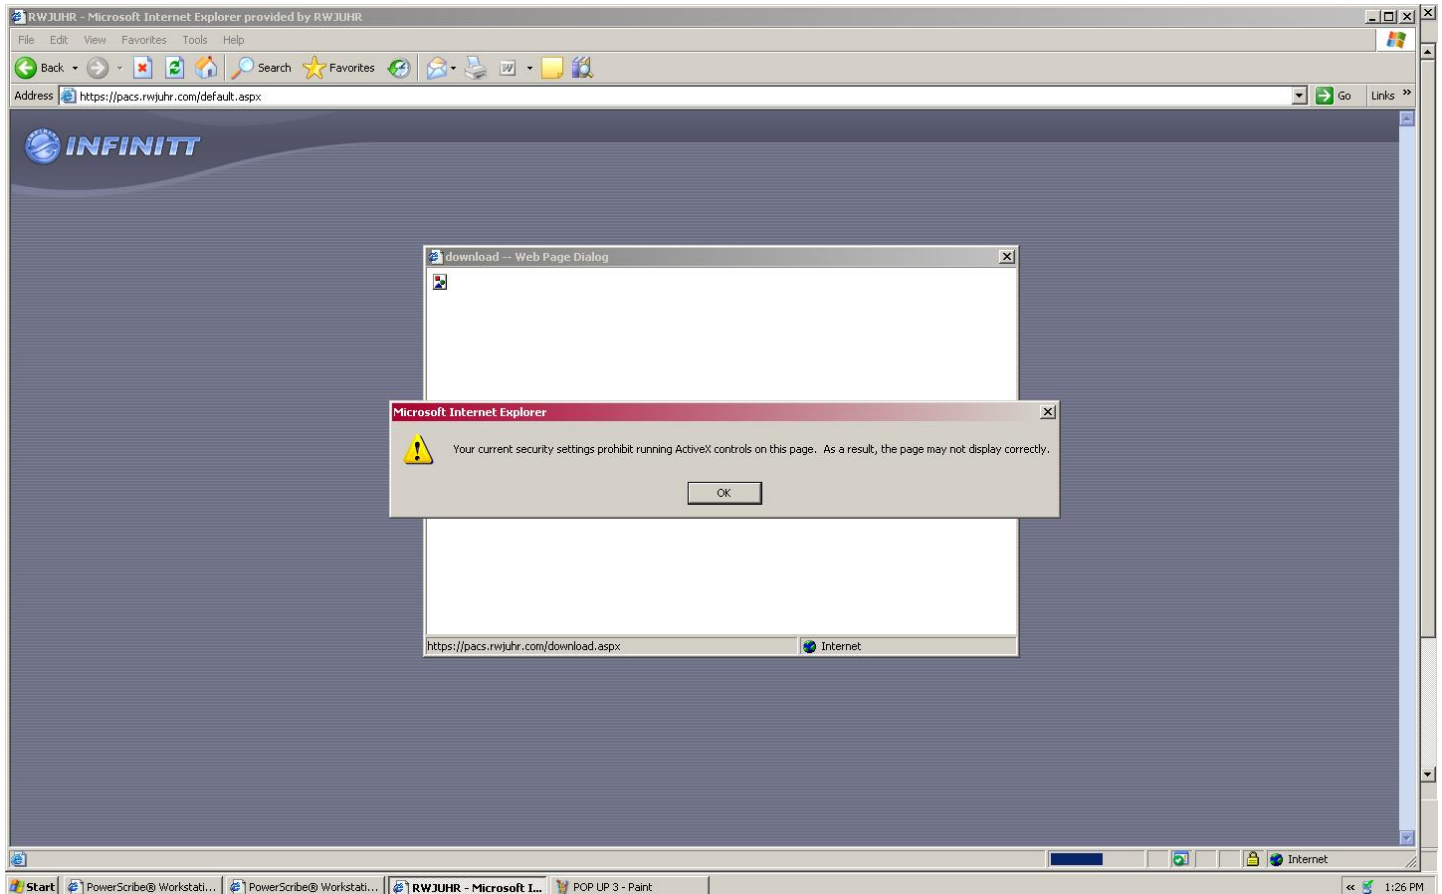 RWJUHR - Microsoft Internet Explorer provided by RWJUHR
File Edit View Favorites Tools Help
Back Search Favorites
Address https://pacs.rwjuhr.com/default.aspx Go Links »
INFINITT
download -- Web Page Dialog
Microsoft Internet Explorer
Your current security settings prohibit running ActiveX controls on this page. As a result, the page may not display correctly.
OK
https://pacs.rwjuhr.com/download.aspx Internet
Internet
Start PowerScribe® Workstati... PowerScribe® Workstati... RWJUHR - Microsoft I... POP UP 3 - Paint « 1:26 PM